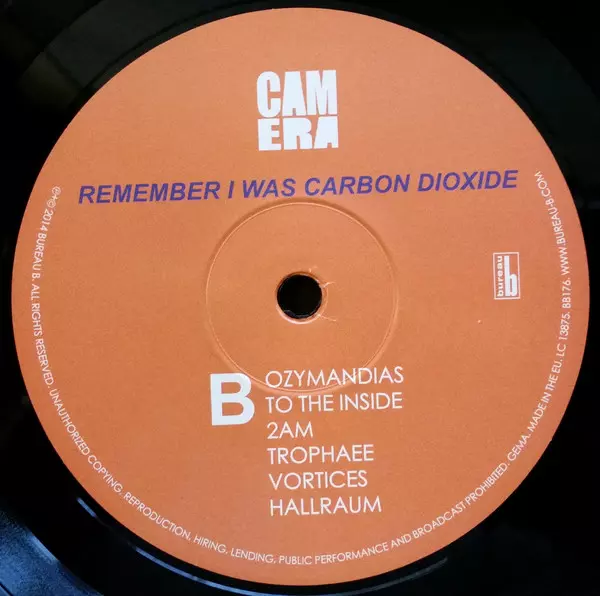 CAM
ERA
REMEMBER I WAS CARBON DIOXIDE
bureau b
B
OZYMANDIAS
TO THE INSIDE
2AM
TROPHAEE
VORTICES
HALLRAUM
℗+© 2014 BUREAU B. ALL RIGHTS RESERVED. UNAUTHORIZED COPYING, REPRODUCTION, HIRING, LENDING, PUBLIC PERFORMANCE AND BROADCAST PROHIBITED. GEMA. MADE IN THE EU. LC 13875. BB176. WWW.BUREAU-B.COM